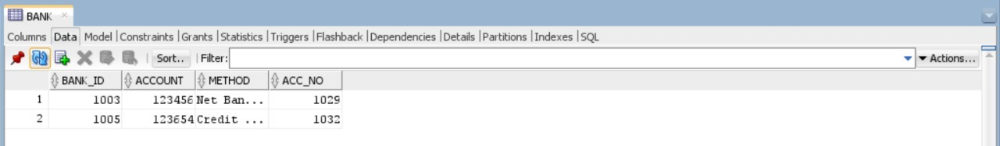 BANK
Columns Data Model Constraints Grants Statistics Triggers Flashback Dependencies Details Partitions Indexes SQL
Sort.. Filter: Actions...
BANK_ID ACCOUNT METHOD ACC_NO
1 1003 123456 Net Ban... 1029
2 1005 123654 Credit ... 1032